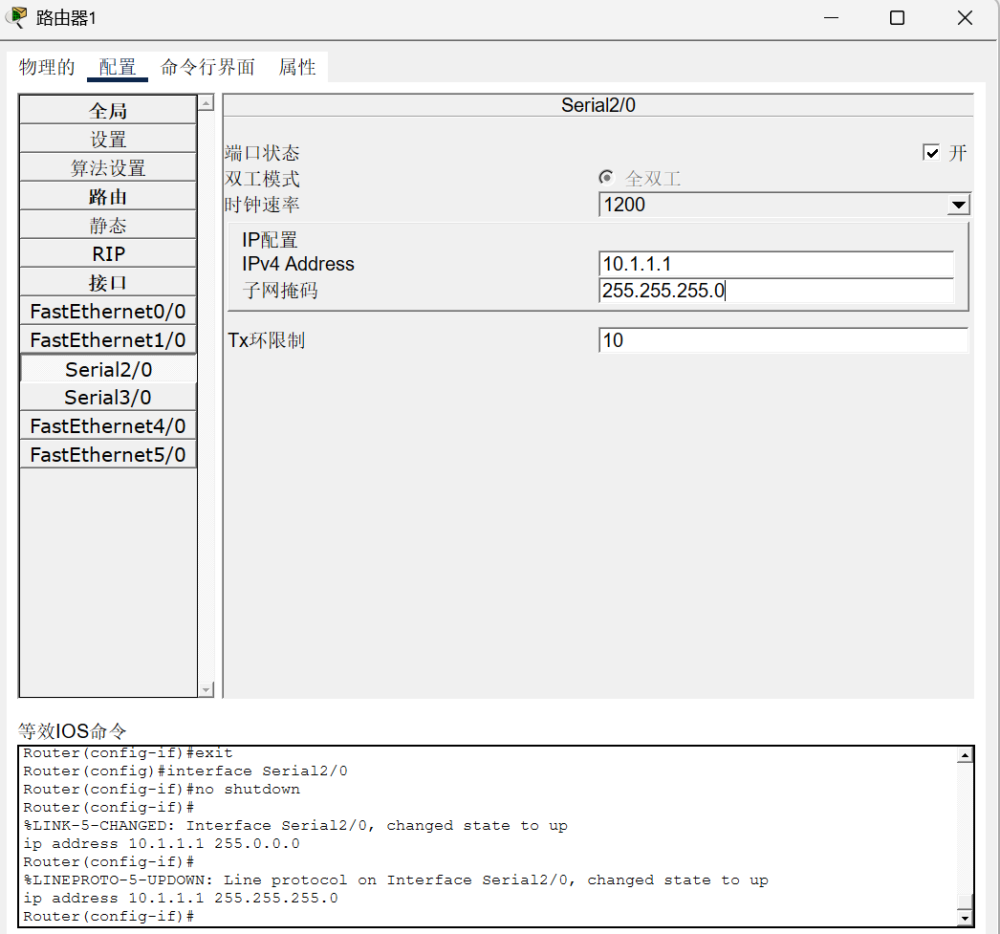 路由器1
物理的 配置 命令行界面 属性
全局
设置
算法设置
路由
静态
RIP
接口
FastEthernet0/0
FastEthernet1/0
Serial2/0
Serial3/0
FastEthernet4/0
FastEthernet5/0
Serial2/0
端口状态 开
双工模式 全双工
时钟速率 1200
IP配置
IPv4 Address 10.1.1.1
子网掩码 255.255.255.0
Tx环限制 10
等效IOS命令
Router(config-if)#exit
Router(config)#interface Serial2/0
Router(config-if)#no shutdown
Router(config-if)#
%LINK-5-CHANGED: Interface Serial2/0, changed state to up
ip address 10.1.1.1 255.0.0.0
Router(config-if)#
%LINEPROTO-5-UPDOWN: Line protocol on Interface Serial2/0, changed state to up
ip address 10.1.1.1 255.255.255.0
Router(config-if)#